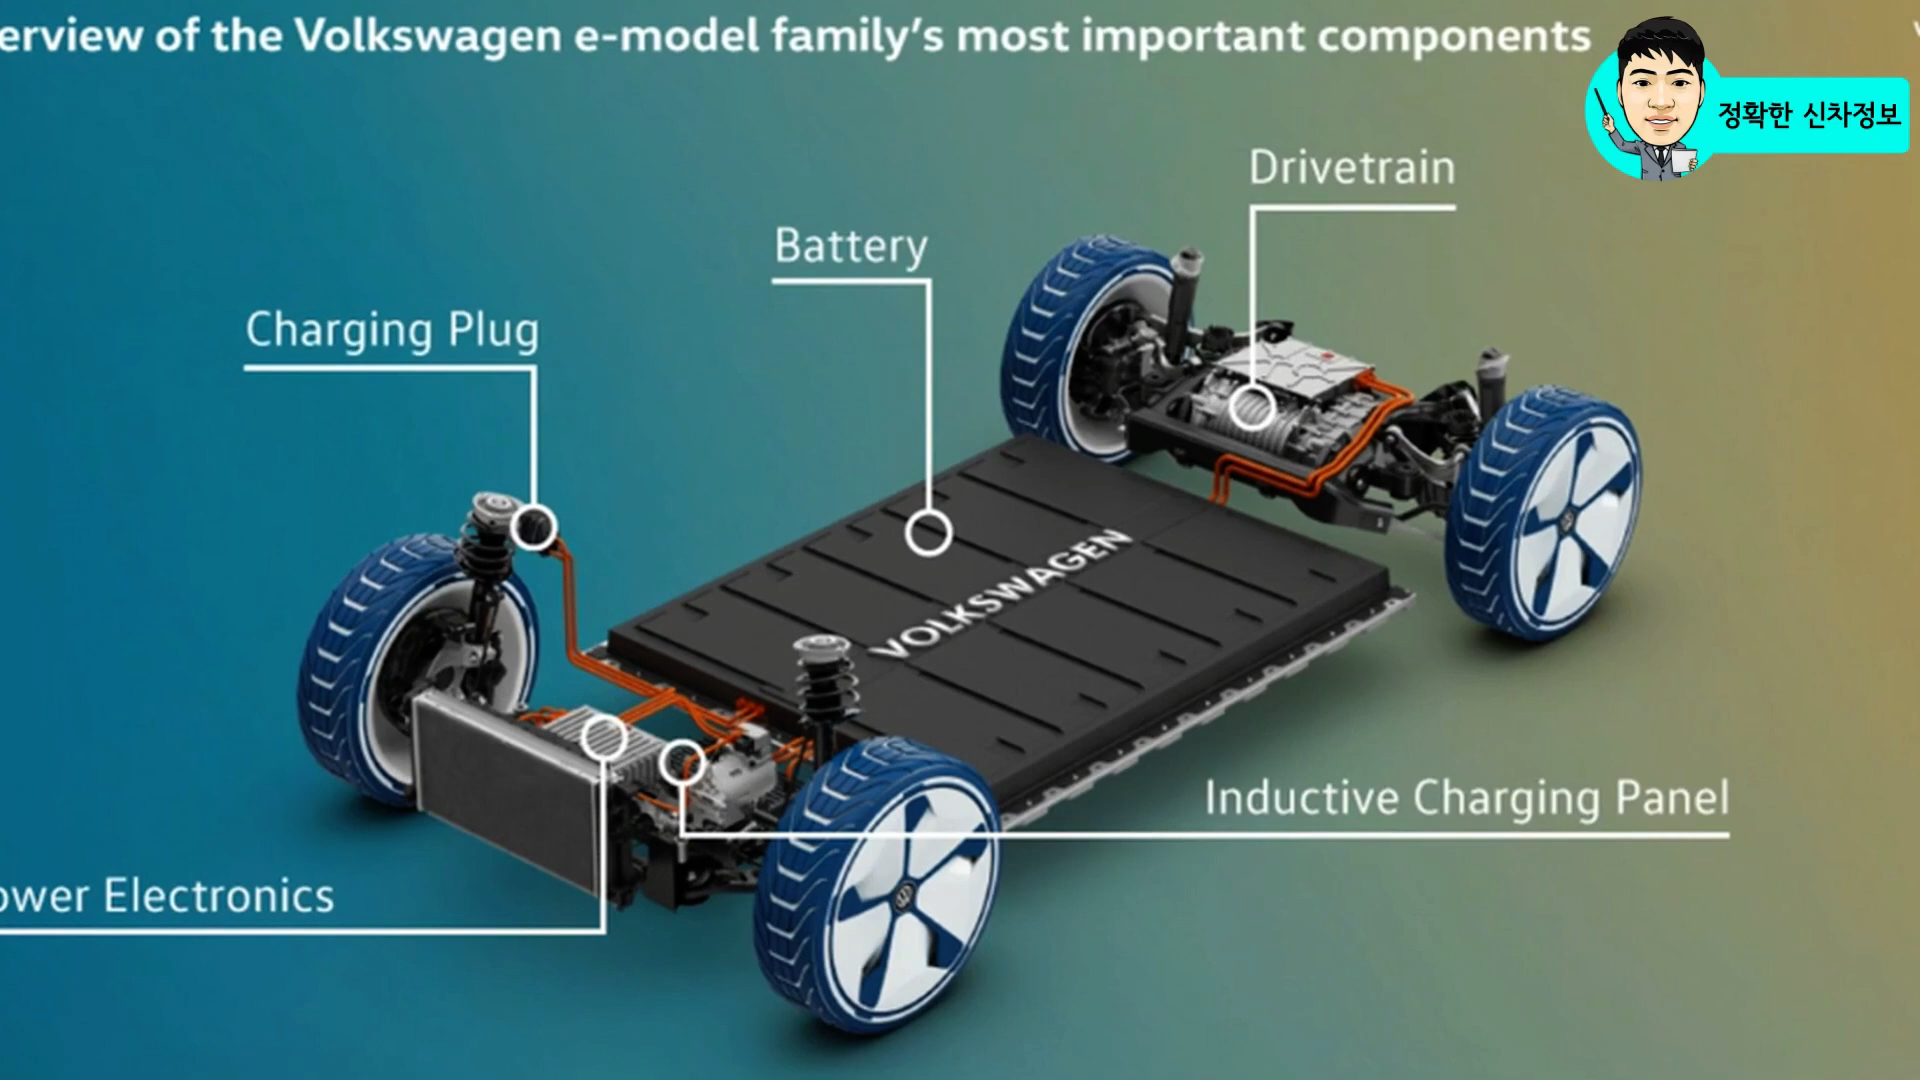 erview of the Volkswagen e-model family's most important components
정확한 신차정보
Drivetrain
Battery
Charging Plug
VOLKSWAGEN
Inductive Charging Panel
ower Electronics